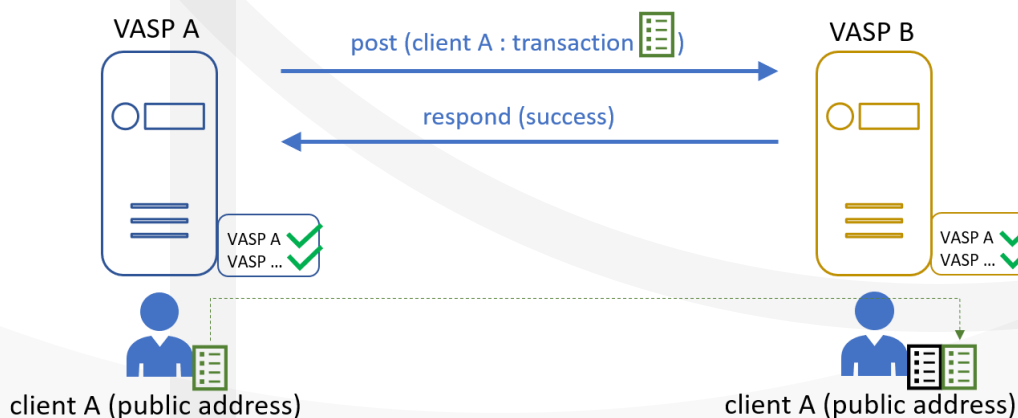 VASP A
post (client A : transaction )
VASP B
respond (success)
VASP A
VASP ...
VASP A
VASP ...
client A (public address)
client A (public address)